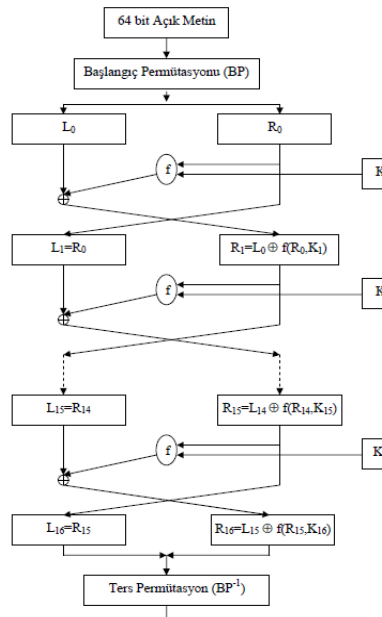 64 bit Açık Metin
Başlangıç Permütasyonu (BP)
L₀
R₀
f
K
⊕
L₁=R₀
R₁=L₀ ⊕ f(R₀,K₁)
f
K
⊕
L₁₅=R₁₄
R₁₅=L₁₄ ⊕ f(R₁₄,K₁₅)
f
K
⊕
L₁₆=R₁₅
R₁₆=L₁₅ ⊕ f(R₁₅,K₁₆)
Ters Permütasyon (BP⁻¹)